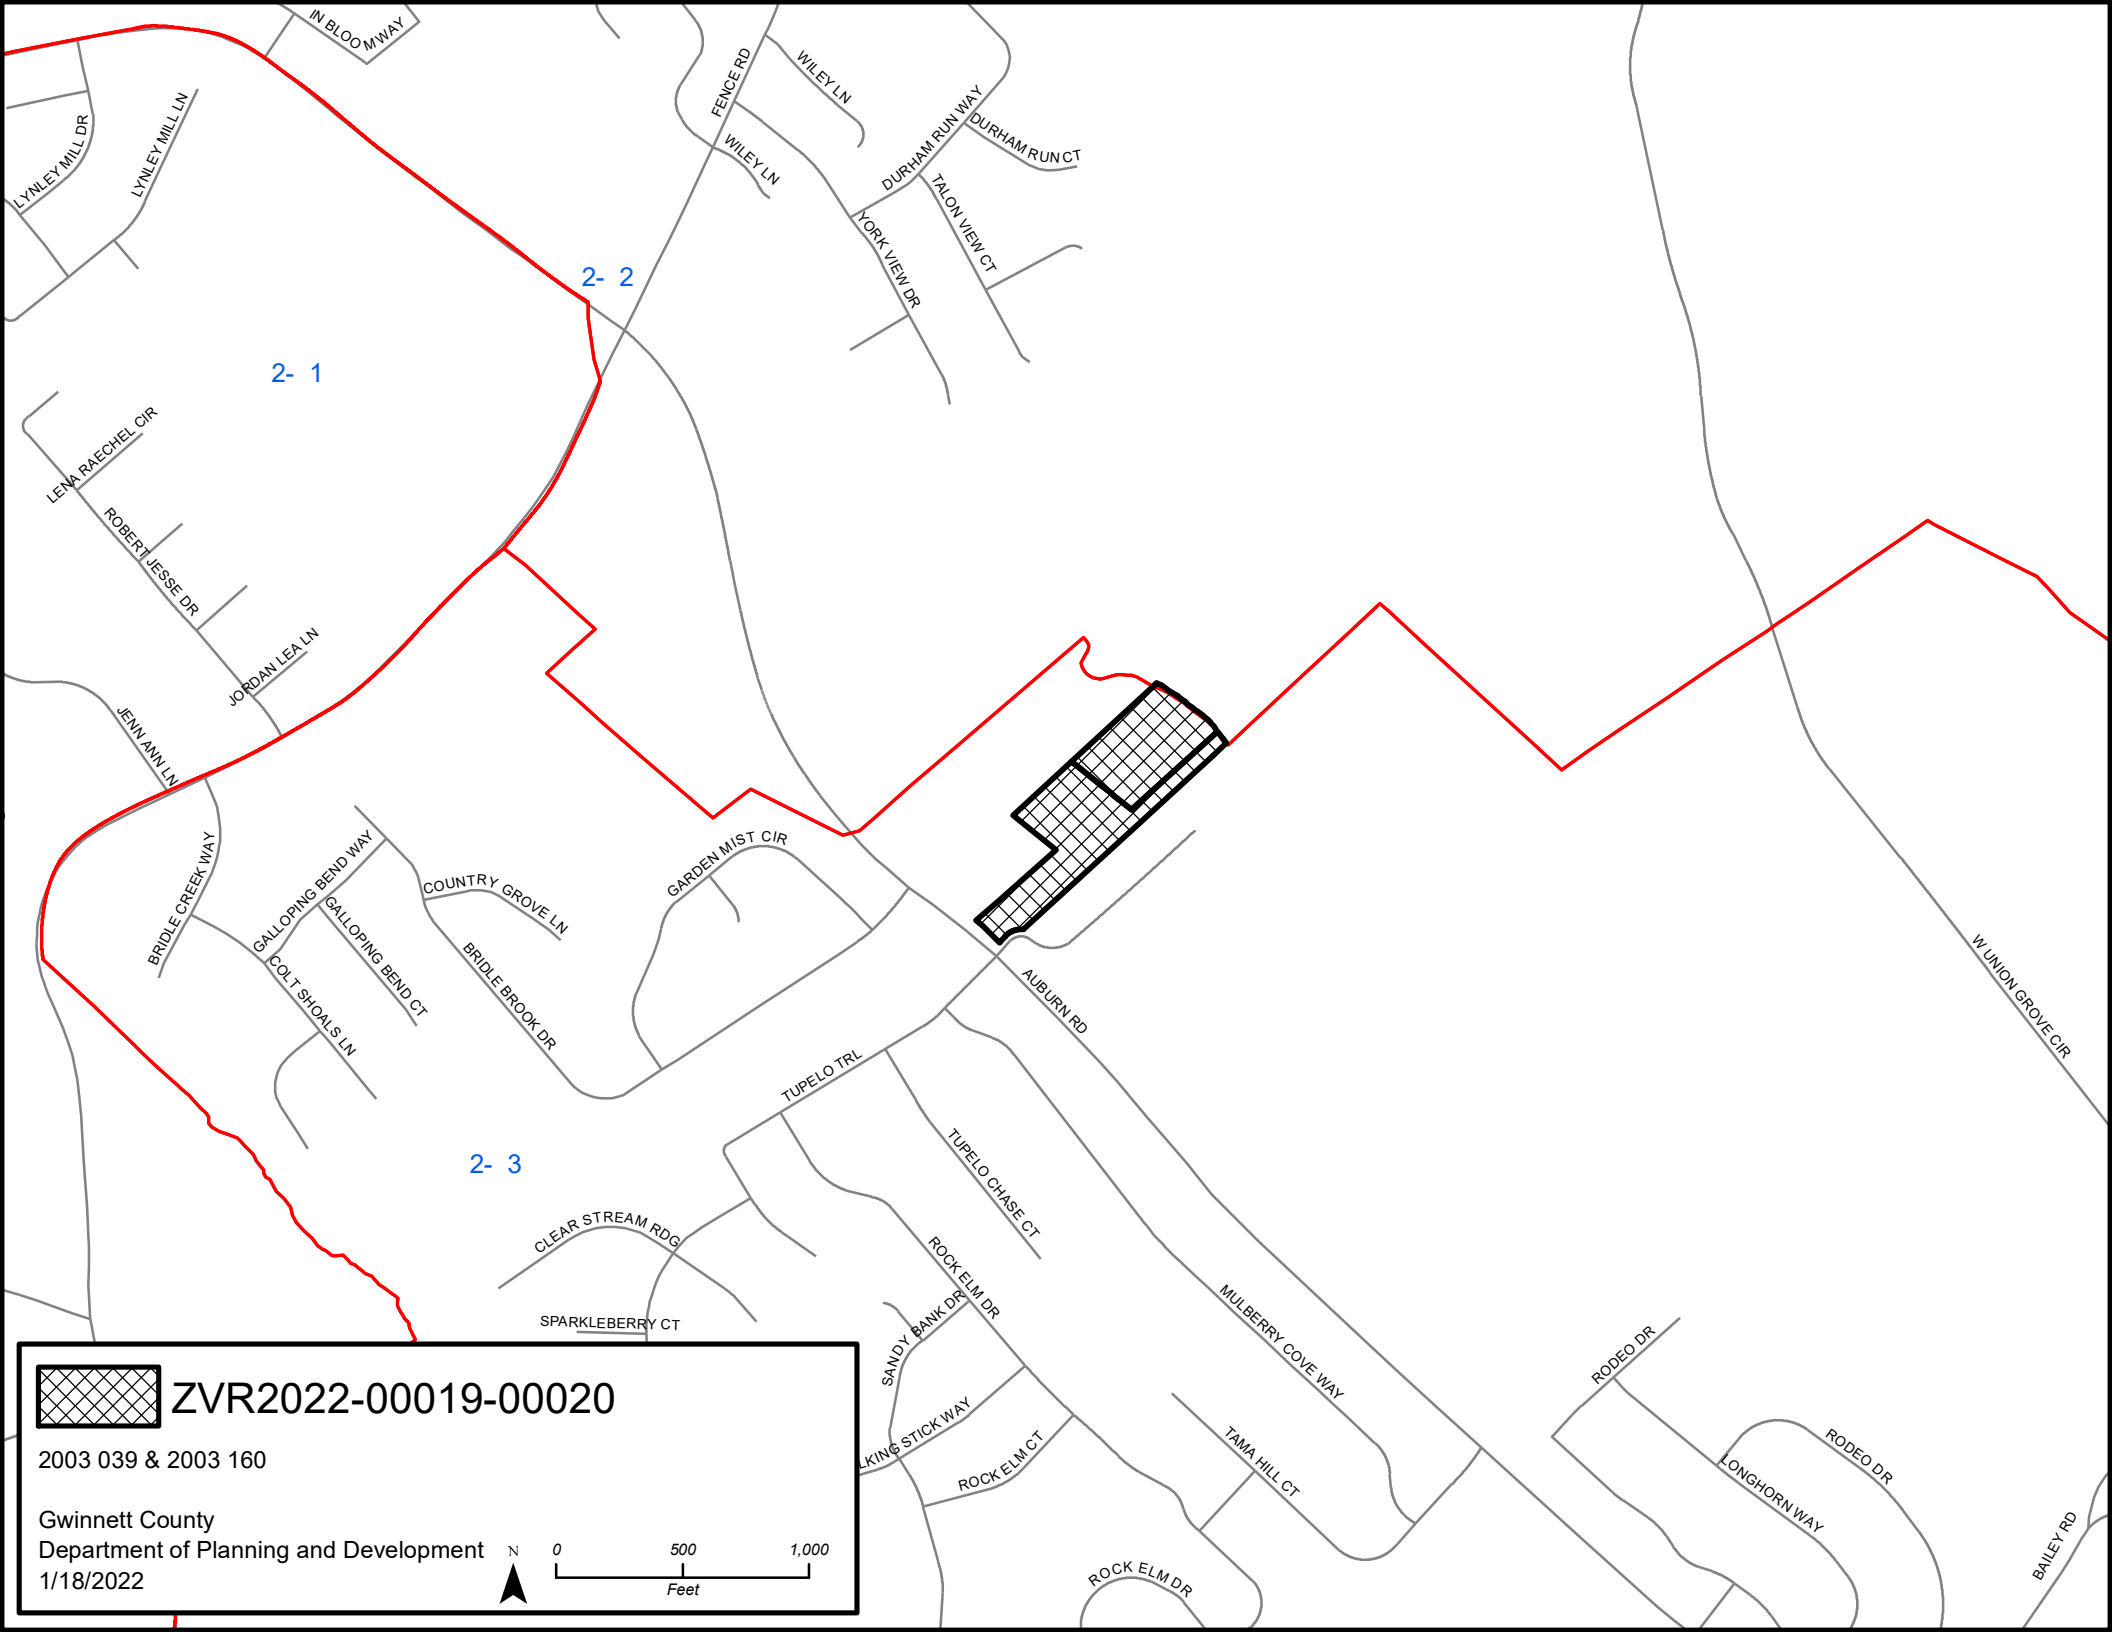 IN BLOOM WAY
FENCE RD
WILEY LN
WILEY LN
DURHAM RUN WAY
DURHAM RUN CT
TALON VIEW CT
YORK VIEW DR
LYNLEY MILL DR
LYNLEY MILL LN
2- 2
2- 1
LENA RAECHEL CIR
ROBERT JESSE DR
JORDAN LEA LN
JENN ANN LN
BRIDLE CREEK WAY
GALLOPING BEND WAY
GALLOPING BEND CT
COUNTRY GROVE LN
GARDEN MIST CIR
COLT SHOALS LN
BRIDLE BROOK DR
AUBURN RD
W UNION GROVE CIR
TUPELO TRL
TUPELO CHASE CT
2- 3
CLEAR STREAM RDG
SPARKLEBERRY CT
ROCK ELM DR
SANDY BANK DR
MULBERRY COVE WAY
LKING STICK WAY
ROCK ELM CT
TAMA HILL CT
RODEO DR
RODEO DR
LONGHORN WAY
BAILEY RD
ROCK ELM DR
ZVR2022-00019-00020
2003 039 & 2003 160
Gwinnett County
Department of Planning and Development
1/18/2022
N
0 500 1,000
Feet